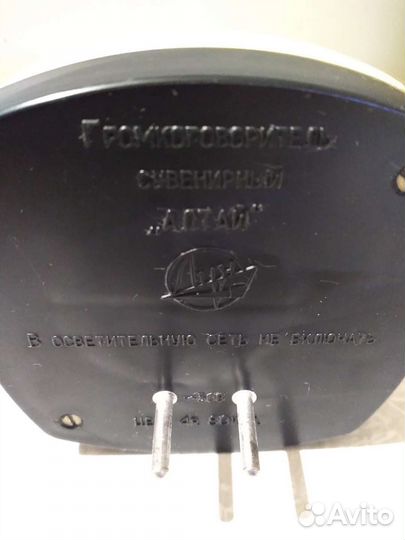 ГРОМКОГОВОРИТЕЛЬ
СУВЕНИРНЫЙ
„АЛТАЙ"
В ОСВЕТИТЕЛЬНУЮ СЕТЬ НЕ ВКЛЮЧАТЬ
Avito